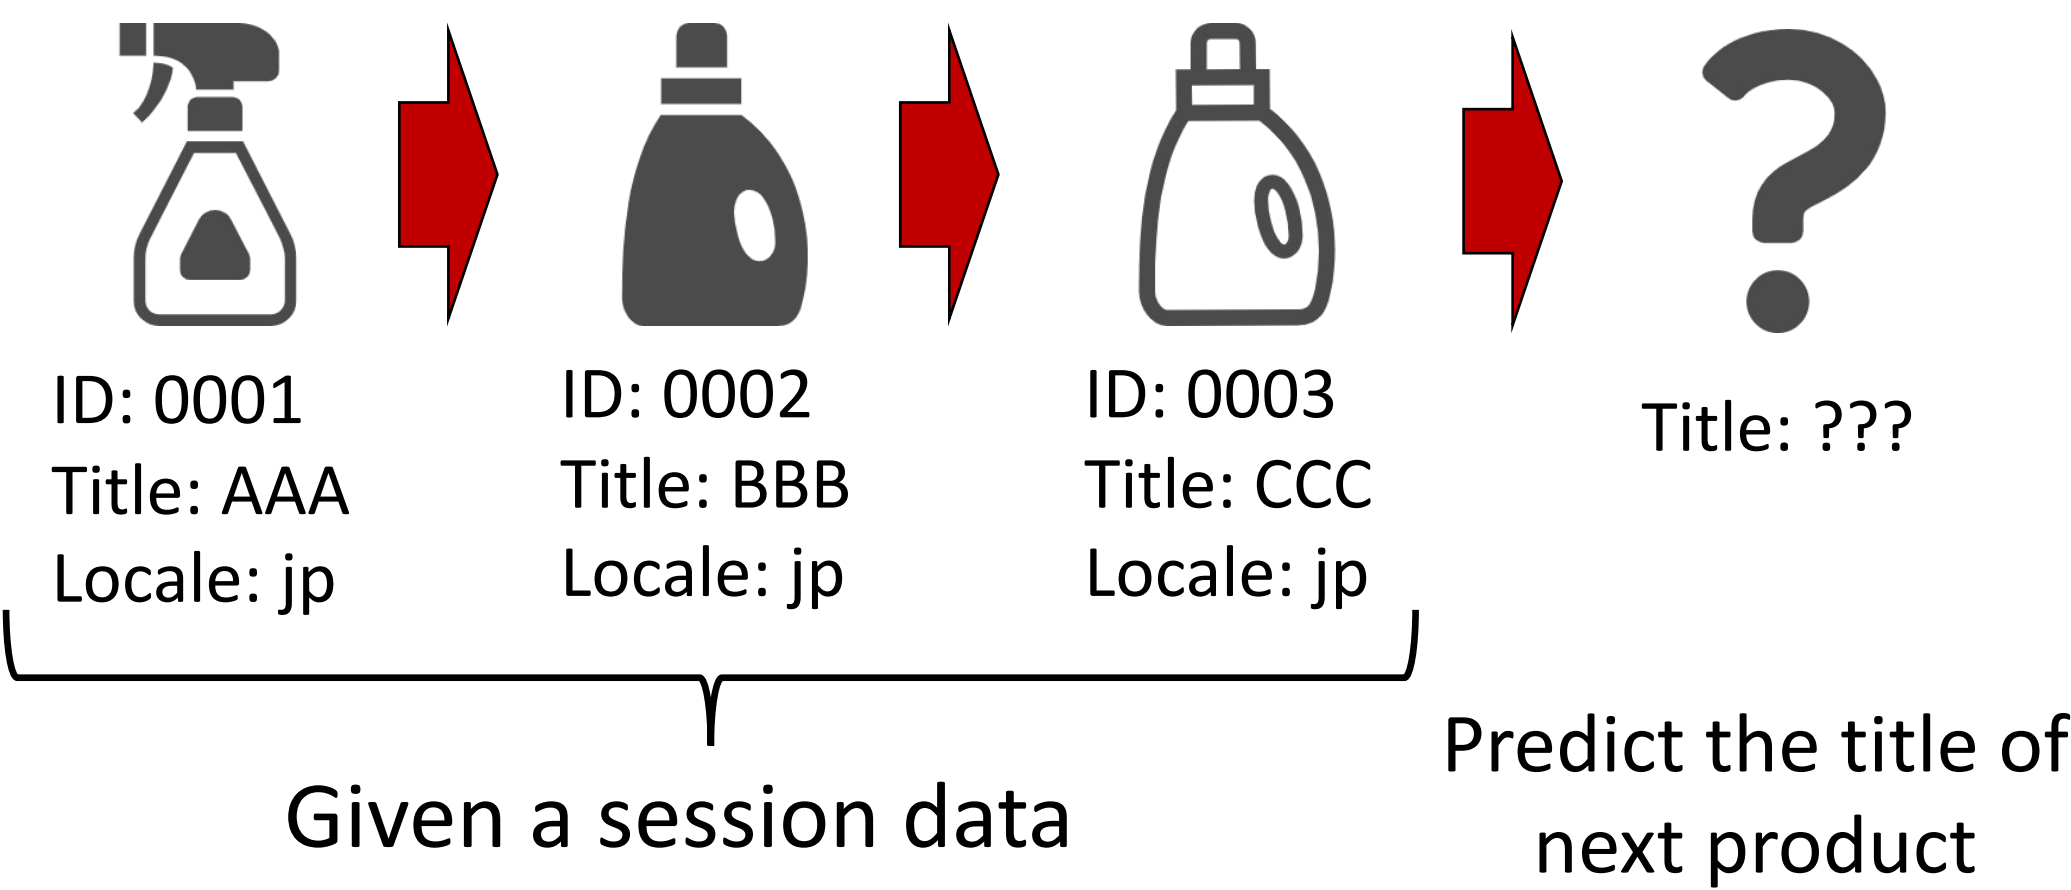 ID: 0001
Title: AAA
Locale: jp
ID: 0002
Title: BBB
Locale: jp
ID: 0003
Title: CCC
Locale: jp
Title: ???
Given a session data
Predict the title of
next product